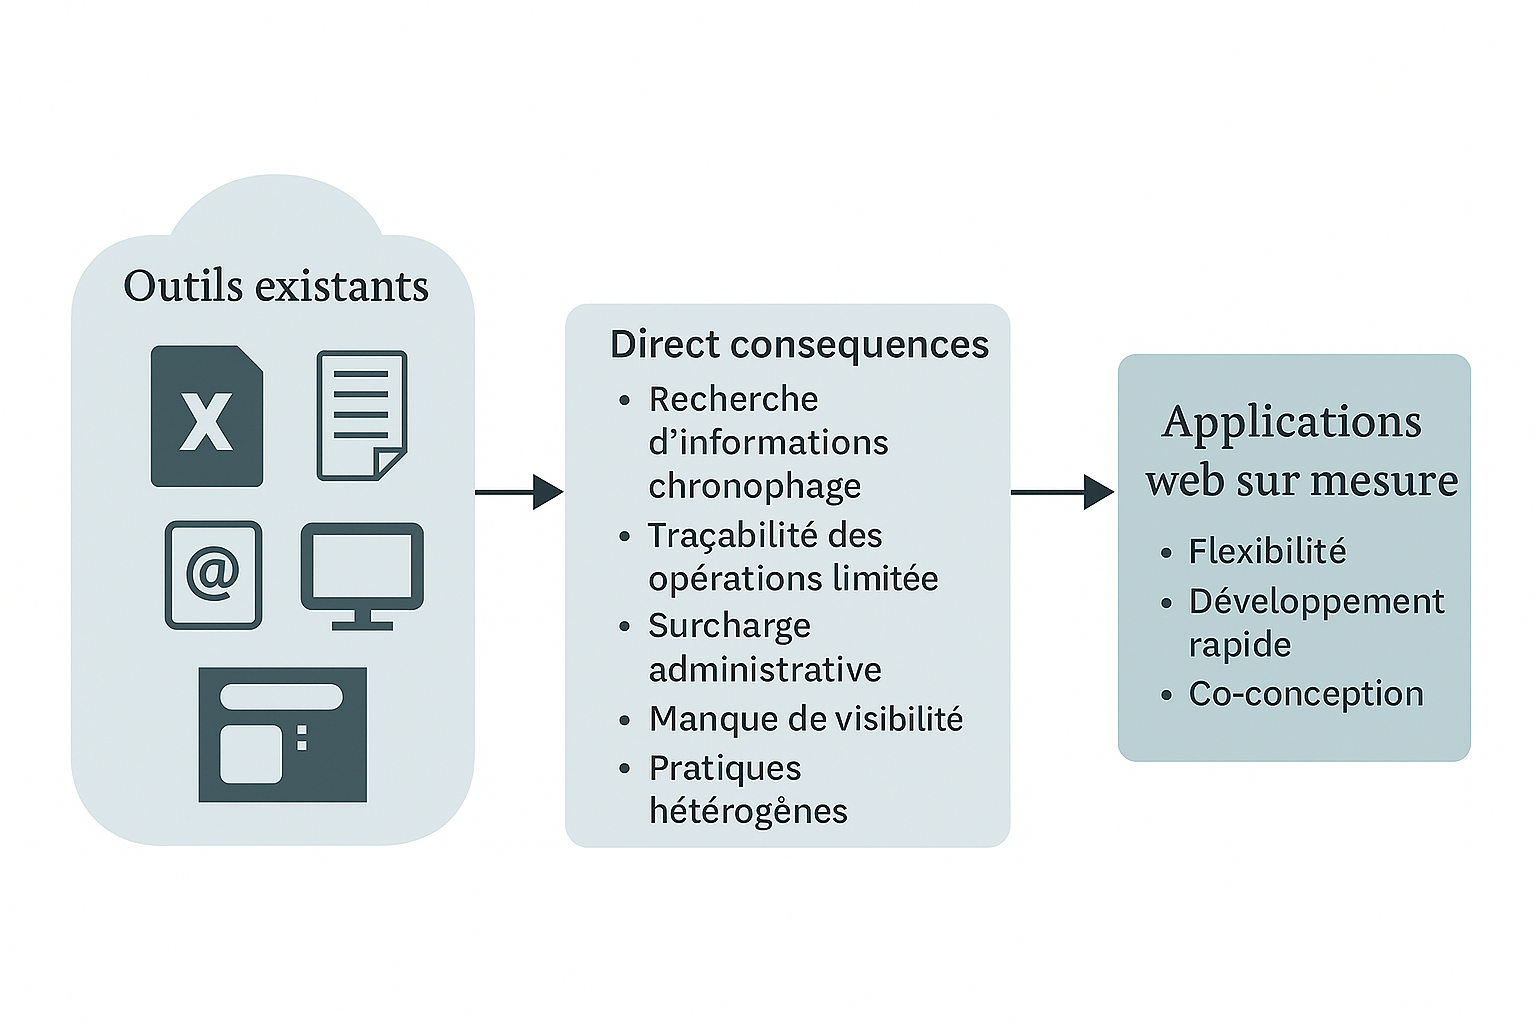 Outils existants
X
@
Direct consequences
• Recherche
d’informations
chronophage
• Traçabilité des
opérations limitée
• Surcharge
administrative
• Manque de visibilité
• Pratiques
hétérogènes
Applications
web sur mesure
• Flexibilité
• Développement
rapide
• Co-conception